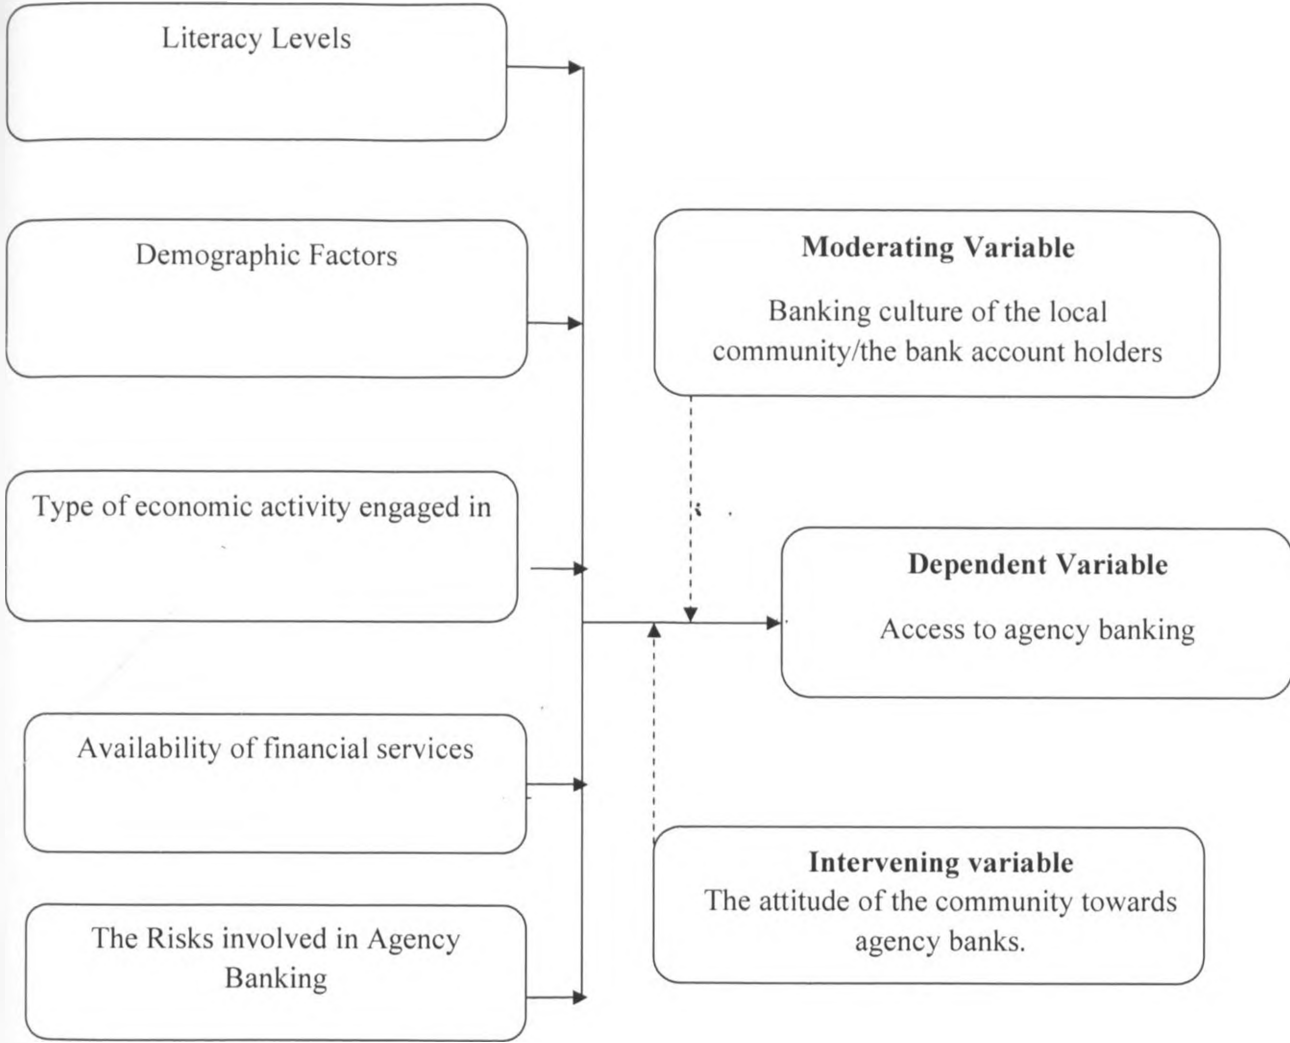 Literacy Levels
Demographic Factors
Type of economic activity engaged in
Availability of financial services
The Risks involved in Agency
Banking
Moderating Variable
Banking culture of the local
community/the bank account holders
Dependent Variable
Access to agency banking
Intervening variable
The attitude of the community towards
agency banks.